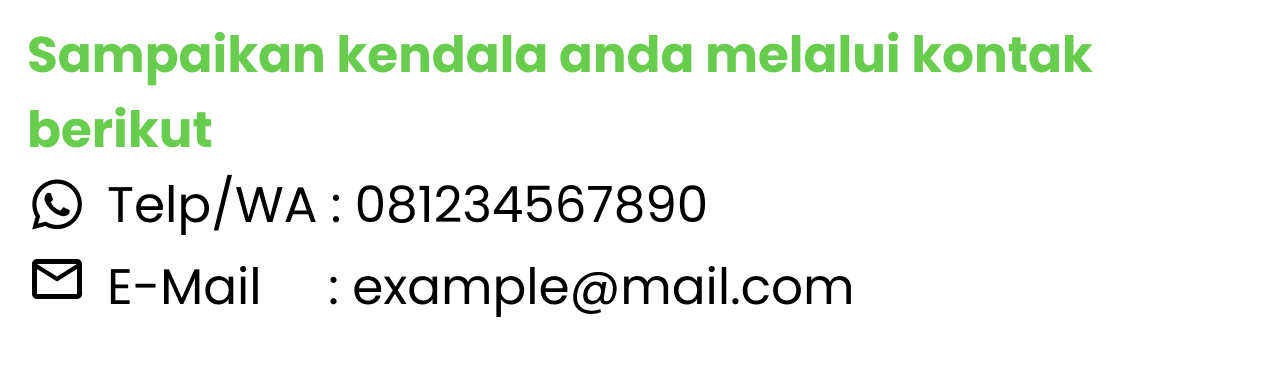 Sampaikan kendala anda melalui kontak
berikut
Telp/WA : 081234567890
E-Mail : example@mail.com